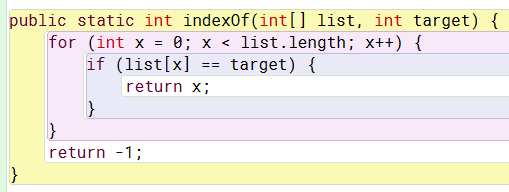 public static int indexOf(int[] list, int target) {
    for (int x = 0; x < list.length; x++) {
        if (list[x] == target) {
            return x;
        }
    }
    return -1;
}